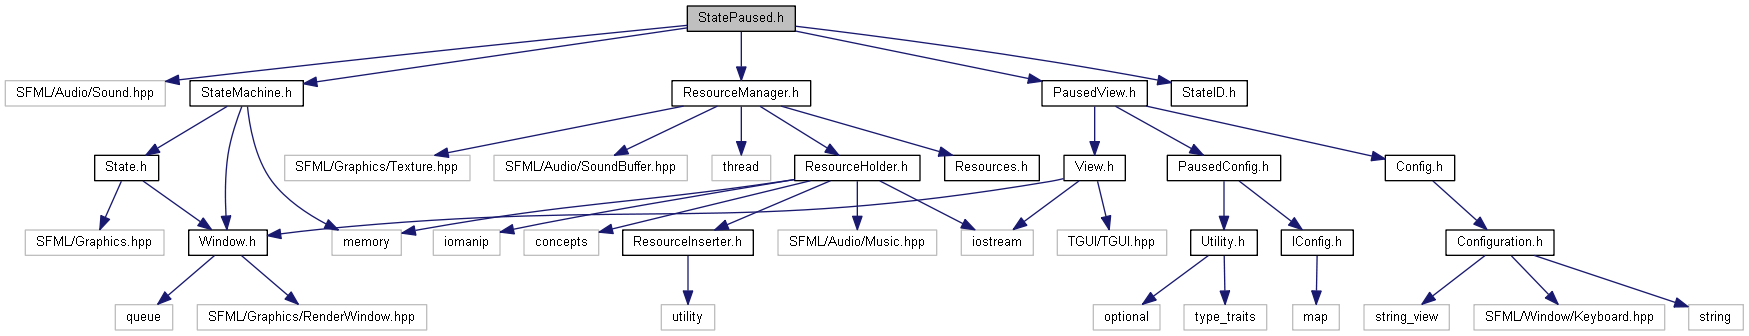 StatePaused.h
SFML/Audio/Sound.hpp
StateMachine.h
ResourceManager.h
PausedView.h
StateID.h
State.h
SFML/Graphics/Texture.hpp
SFML/Audio/SoundBuffer.hpp
thread
ResourceHolder.h
Resources.h
View.h
PausedConfig.h
Config.h
SFML/Graphics.hpp
Window.h
memory
iomanip
concepts
ResourceInserter.h
SFML/Audio/Music.hpp
iostream
TGUI/TGUI.hpp
Utility.h
IConfig.h
Configuration.h
queue
SFML/Graphics/RenderWindow.hpp
utility
optional
type_traits
map
string_view
SFML/Window/Keyboard.hpp
string